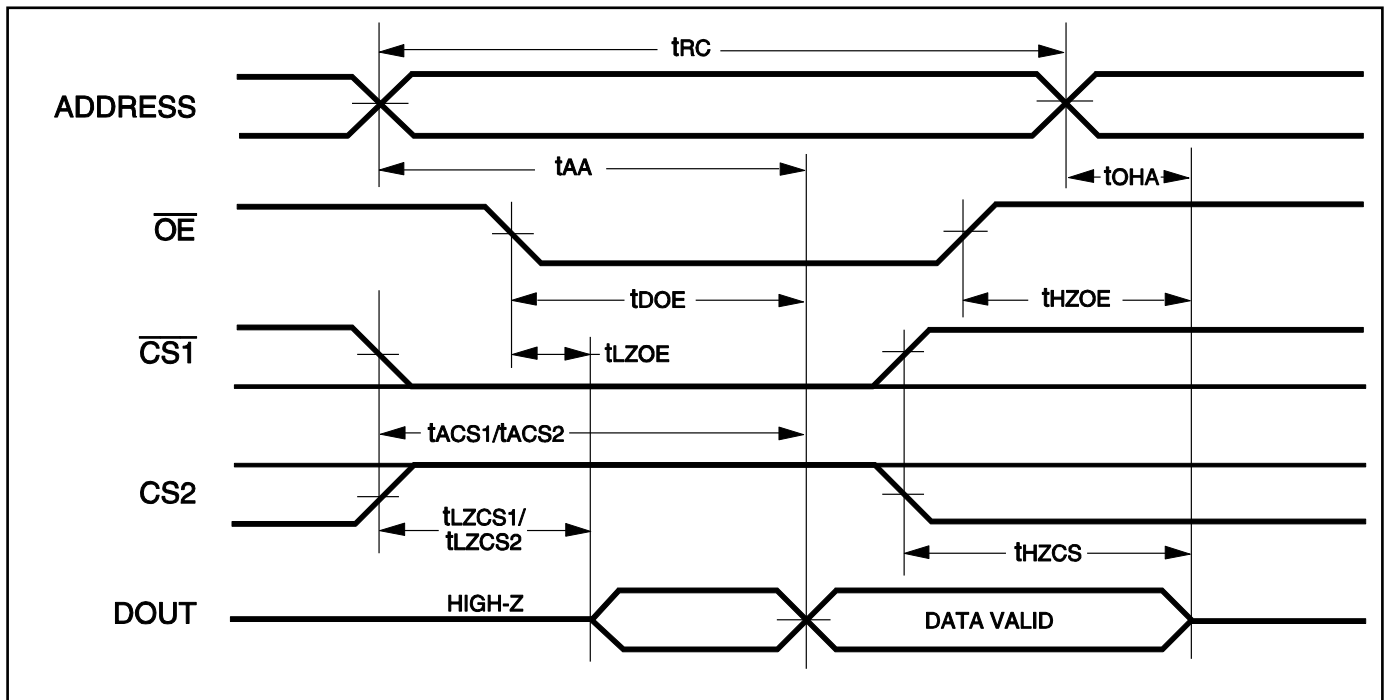 tRC
ADDRESS
tAA
tOHA
OE
tDOE
tHZOE
CS1
tLZOE
tACS1/tACS2
CS2
tLZCS1/
tLZCS2
tHZCS
DOUT
HIGH-Z
DATA VALID